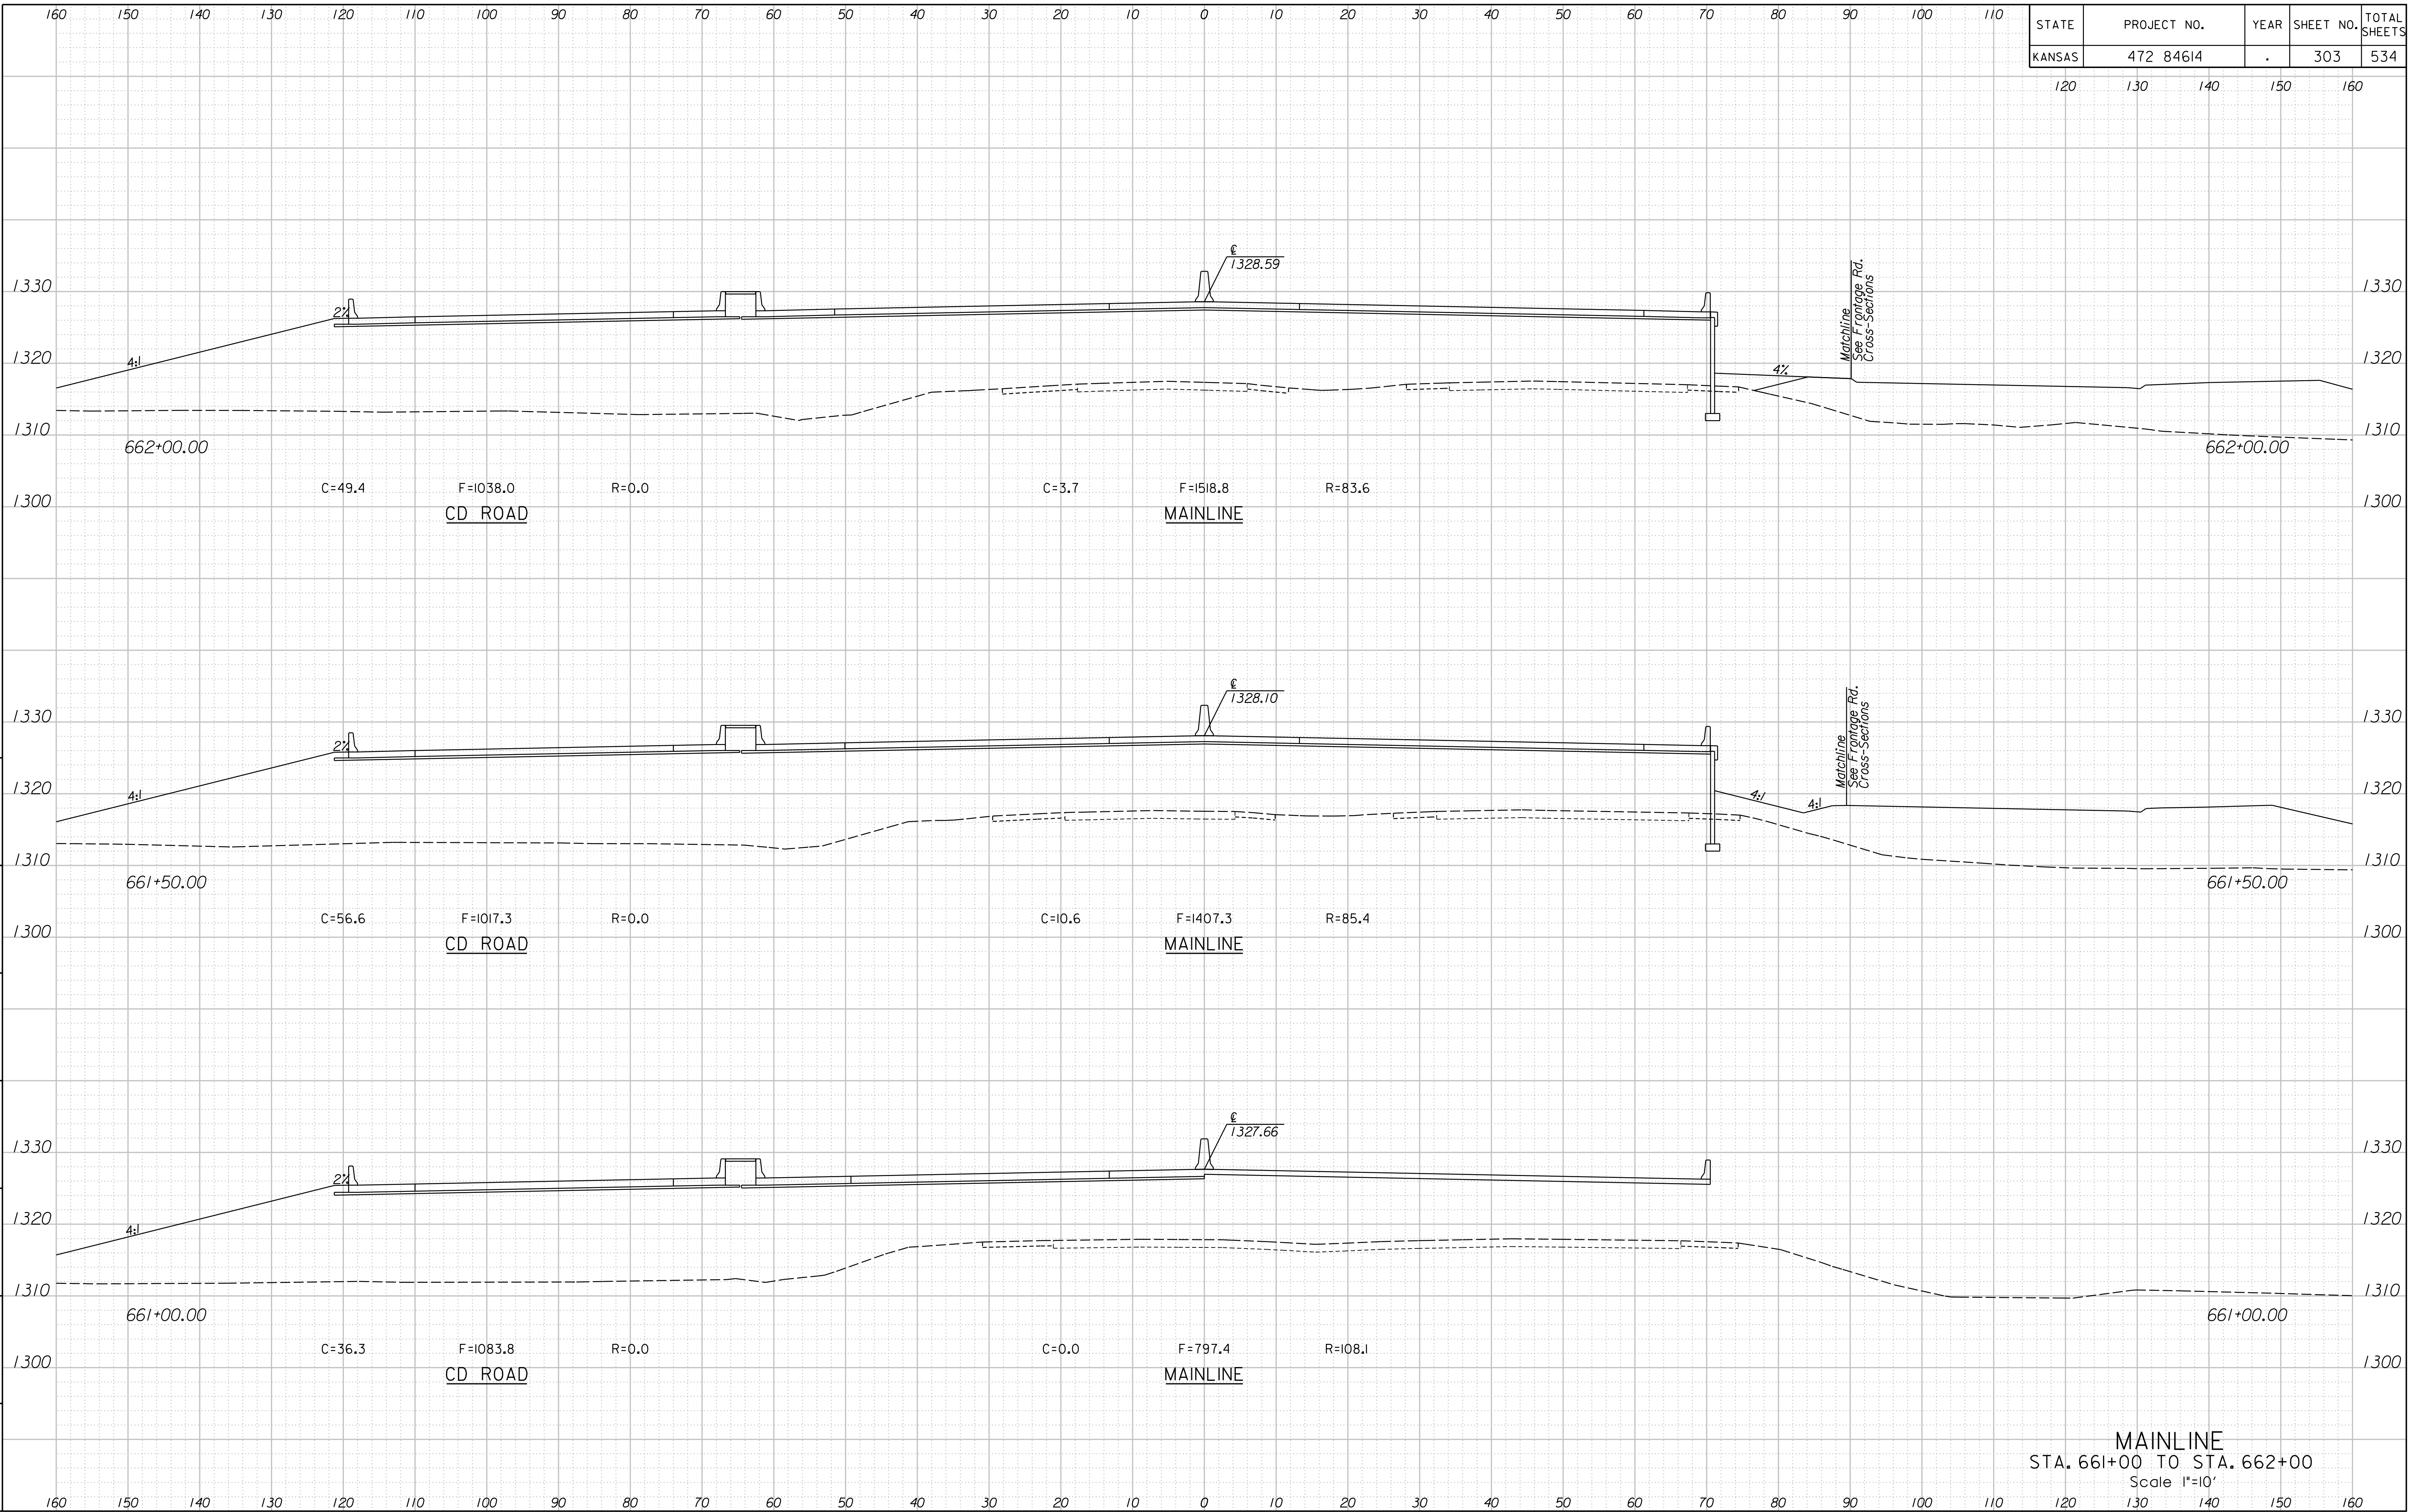 160 150 140 130 120 110 100 90 80 70 60 50 40 30 20 10 0 10 20 30 40 50 60 70 80 90 100 110
STATE PROJECT NO. YEAR SHEET NO. TOTAL SHEETS
KANSAS 472 84614 . 303 534
120 130 140 150 160
℄
1328.59
Matchline
See Frontage Rd.
Cross-Sections
1330 1330
2%
1320 4:1 4% 1320
1310 1310
662+00.00 662+00.00
C=49.4 F=1038.0 R=0.0 C=3.7 F=1518.8 R=83.6
1300 1300
CD ROAD MAINLINE
℄
1328.10
Matchline
See Frontage Rd.
Cross-Sections
1330 1330
2%
1320 4:1 4:1 4:1 1320
1310 1310
661+50.00 661+50.00
C=56.6 F=1017.3 R=0.0 C=10.6 F=1407.3 R=85.4
1300 1300
CD ROAD MAINLINE
℄
1327.66
1330 1330
2%
1320 4:1 1320
1310 1310
661+00.00 661+00.00
C=36.3 F=1083.8 R=0.0 C=0.0 F=797.4 R=108.1
1300 1300
CD ROAD MAINLINE
MAINLINE
STA. 661+00 TO STA. 662+00
Scale 1"=10'
160 150 140 130 120 110 100 90 80 70 60 50 40 30 20 10 0 10 20 30 40 50 60 70 80 90 100 110 120 130 140 150 160